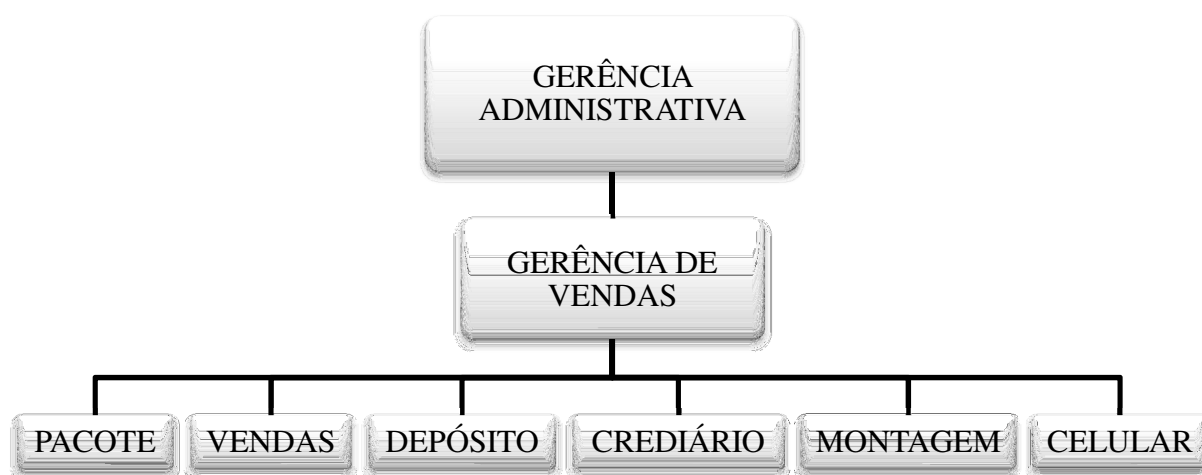 GERÊNCIA
ADMINISTRATIVA
GERÊNCIA DE
VENDAS
PACOTE
VENDAS
DEPÓSITO
CREDIÁRIO
MONTAGEM
CELULAR